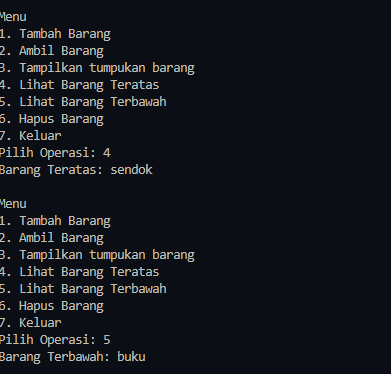 Menu
1. Tambah Barang
2. Ambil Barang
3. Tampilkan tumpukan barang
4. Lihat Barang Teratas
5. Lihat Barang Terbawah
6. Hapus Barang
7. Keluar
Pilih Operasi: 4
Barang Teratas: sendok
Menu
1. Tambah Barang
2. Ambil Barang
3. Tampilkan tumpukan barang
4. Lihat Barang Teratas
5. Lihat Barang Terbawah
6. Hapus Barang
7. Keluar
Pilih Operasi: 5
Barang Terbawah: buku